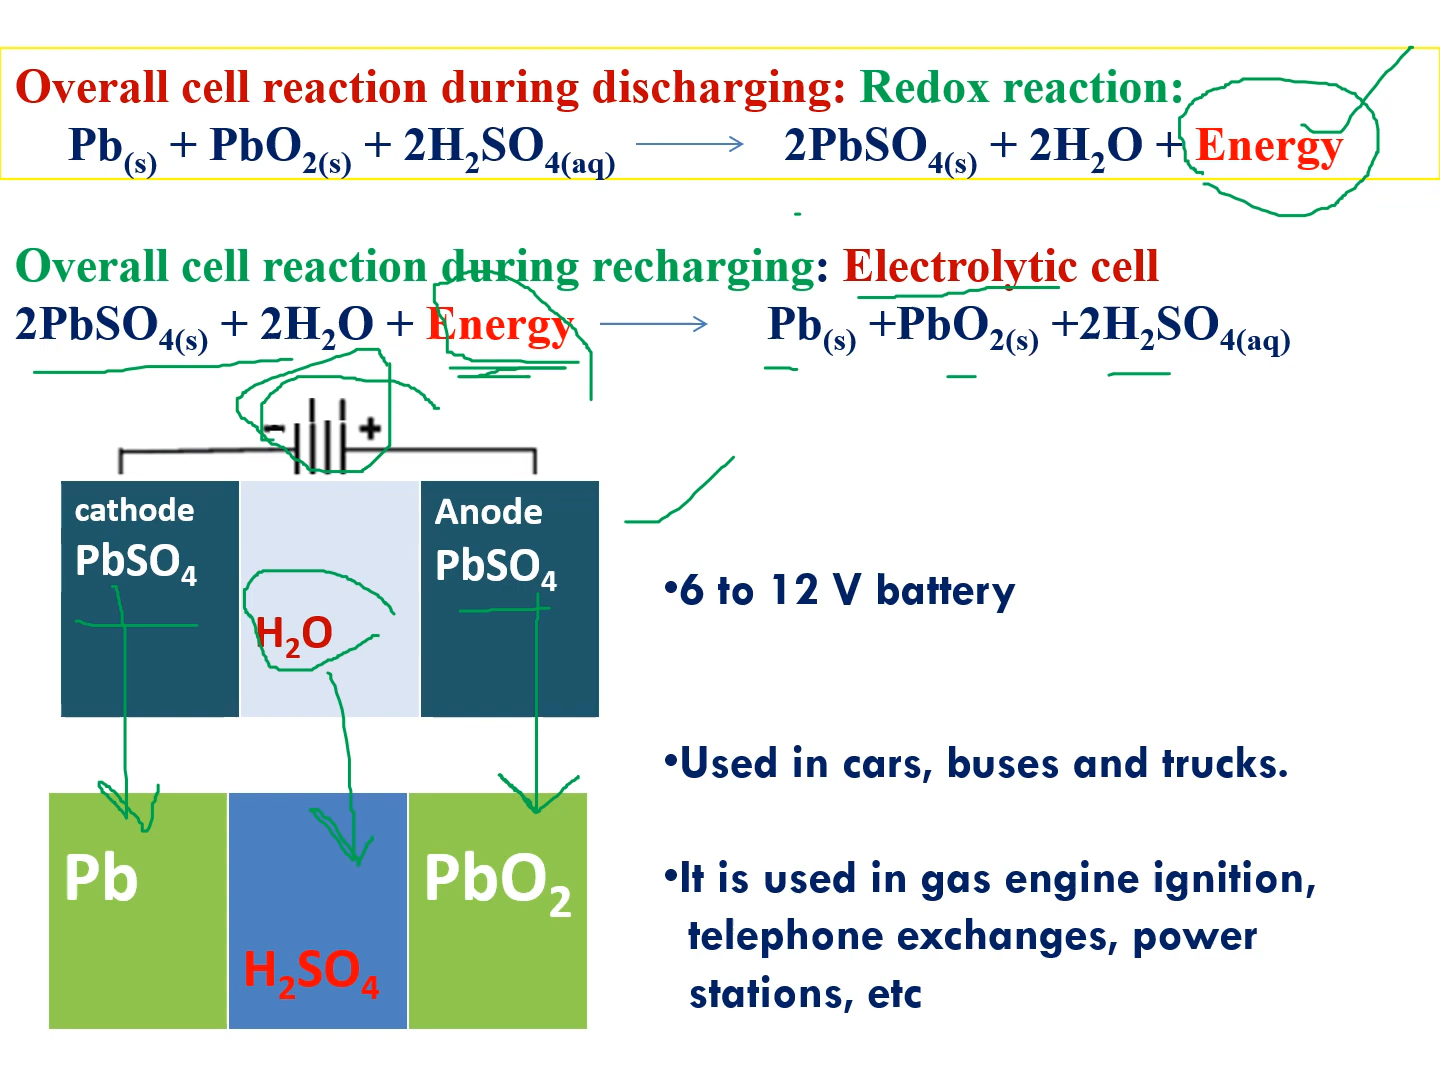 Overall cell reaction during discharging: Redox reaction:
Pb(s) + PbO2(s) + 2H2SO4(aq) → 2PbSO4(s) + 2H2O + Energy
Overall cell reaction during recharging: Electrolytic cell
2PbSO4(s) + 2H2O + Energy → Pb(s) +PbO2(s) +2H2SO4(aq)
- +
cathode Anode
PbSO4 PbSO4
H2O
•6 to 12 V battery
•Used in cars, buses and trucks.
Pb PbO2
H2SO4
•It is used in gas engine ignition,
telephone exchanges, power
stations, etc